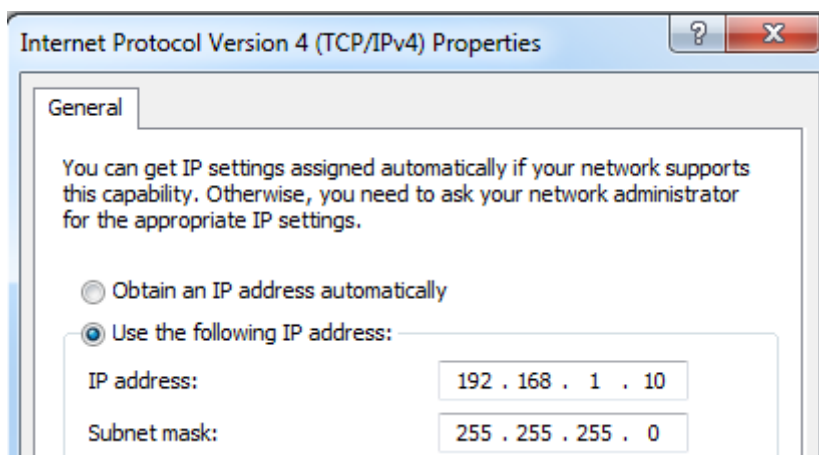 Internet Protocol Version 4 (TCP/IPv4) Properties
General
You can get IP settings assigned automatically if your network supports
this capability. Otherwise, you need to ask your network administrator
for the appropriate IP settings.
Obtain an IP address automatically
Use the following IP address:
IP address: 192 . 168 . 1 . 10
Subnet mask: 255 . 255 . 255 . 0